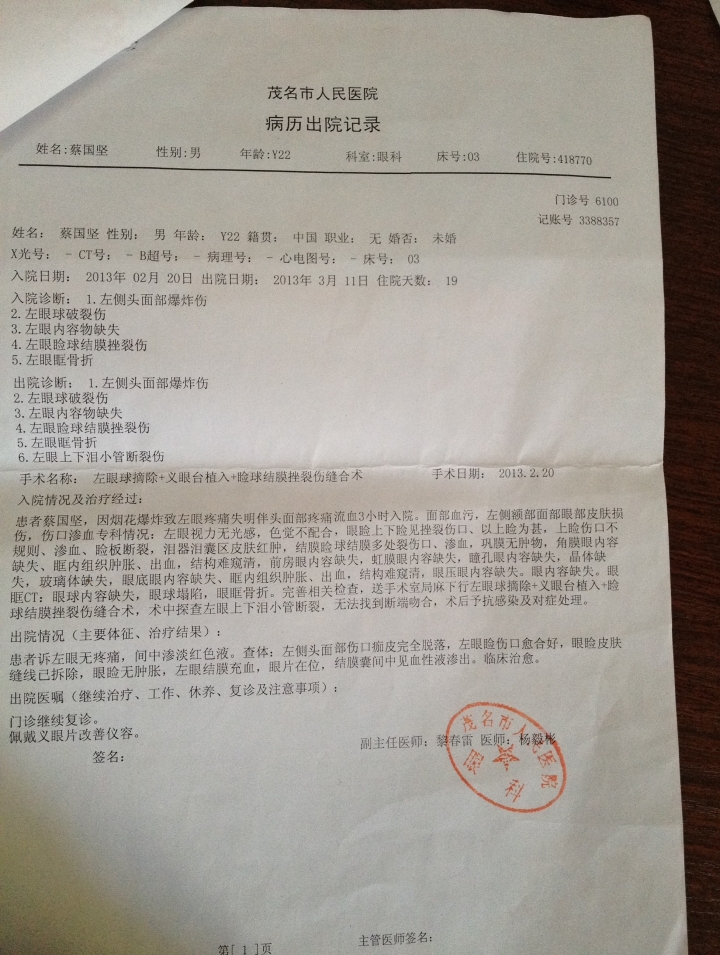 茂名市人民医院
病历出院记录
姓名:蔡国坚 性别:男 年龄:Y22 科室:眼科 床号:03 住院号:418770
门诊号 6100
记账号 3388357
姓名: 蔡国坚 性别: 男 年龄: Y22 籍贯: 中国 职业: 无 婚否: 未婚
X光号: - CT号: - B超号: - 病理号: - 心电图号: - 床号: 03
入院日期: 2013年 02月 20日 出院日期: 2013年 3月 11日 住院天数: 19
入院诊断: 1.左侧头面部爆炸伤
2.左眼球破裂伤
3.左眼内容物缺失
4.左眼睑球结膜挫裂伤
5.左眼眶骨折
出院诊断: 1.左侧头面部爆炸伤
2.左眼球破裂伤
3.左眼内容物缺失
4.左眼睑球结膜挫裂伤
5.左眼眶骨折
6.左眼上下泪小管断裂伤
手术名称: 左眼球摘除+义眼台植入+睑球结膜挫裂伤缝合术 手术日期: 2013.2.20
入院情况及治疗经过:
患者蔡国坚，因烟花爆炸致左眼疼痛失明伴头面部疼痛流血3小时入院。面部血污，左侧额部面部眼部皮肤损
伤，伤口渗血专科情况：左眼视力无光感，色觉不配合，眼睑上下睑见挫裂伤口、以上睑为甚，上睑伤口不
规则、渗血、睑板断裂，泪器泪囊区皮肤红肿，结膜睑球结膜多处裂伤口、渗血，巩膜无肿物，角膜眼内容
缺失、眶内组织肿胀、出血，结构难窥清，前房眼内容缺失，虹膜眼内容缺失，瞳孔眼内容缺失，晶体缺
失，玻璃体缺失，眼底眼内容缺失、眶内组织肿胀、出血，结构难窥清，眼压眼内容缺失。眼内容缺失。眼
眶CT：眼球内容缺失，眼球塌陷，眼眶骨折。完善相关检查，送手术室局麻下行左眼球摘除+义眼台植入+睑
球结膜挫裂伤缝合术，术中探查左眼上下泪小管断裂，无法找到断端吻合，术后予抗感染及对症处理。
出院情况（主要体征、治疗结果）：
患者诉左眼无疼痛，间中渗淡红色液。查体：左侧头面部伤口痂皮完全脱落，左眼睑伤口愈合好，眼睑皮肤
缝线已拆除，眼睑无肿胀，左眼结膜充血，眼片在位，结膜囊间中见血性液渗出。临床治愈。
出院医嘱（继续治疗、工作、休养、复诊及注意事项）：
门诊继续复诊。
佩戴义眼片改善仪容。
签名：
副主任医师：黎春雷 医师：杨毅彬
茂名市人民医院
眼科
主管医师签名：
第[ 1 ]页